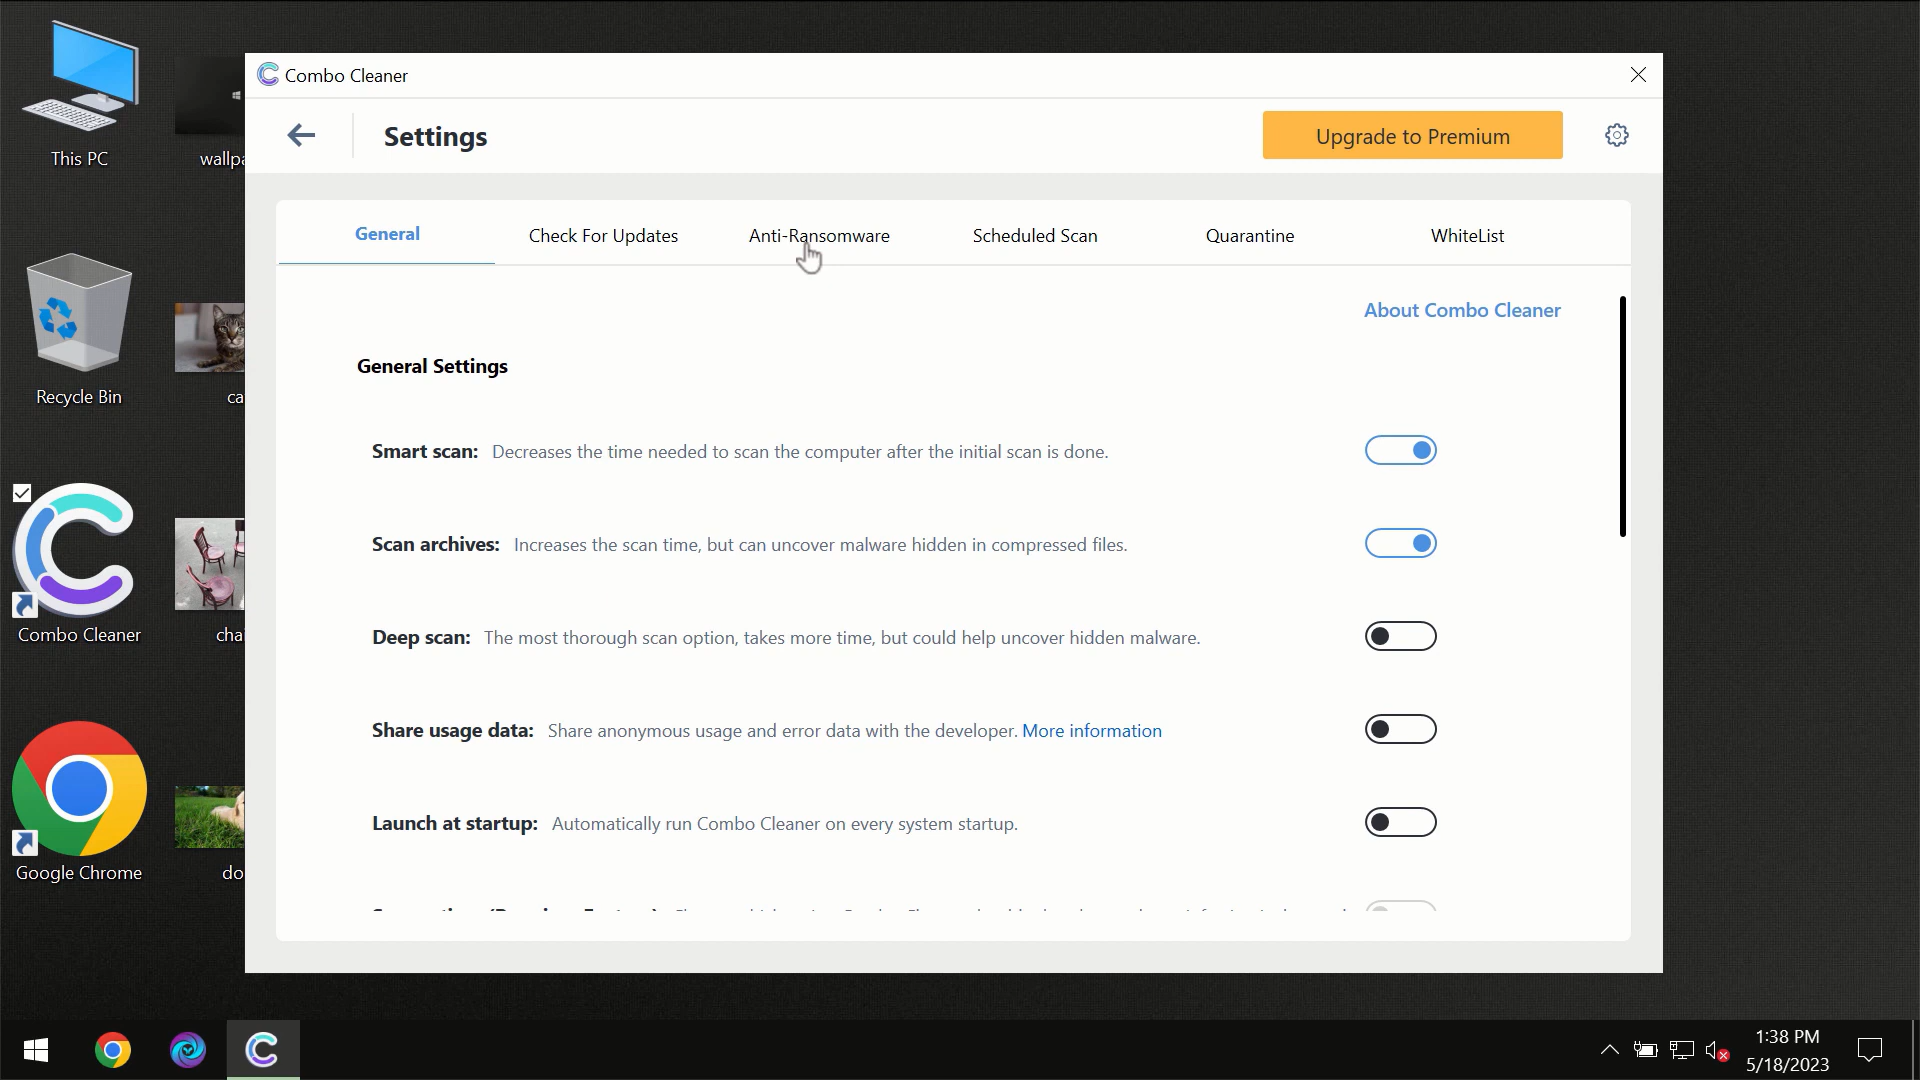 Combo Cleaner
Settings
Upgrade to Premium
General
Check For Updates
Anti-Ransomware
Scheduled Scan
Quarantine
WhiteList
About Combo Cleaner
General Settings
Smart scan: Decreases the time needed to scan the computer after the initial scan is done.
Scan archives: Increases the scan time, but can uncover malware hidden in compressed files.
Deep scan: The most thorough scan option, takes more time, but could help uncover hidden malware.
Share usage data: Share anonymous usage and error data with the developer. More information
Launch at startup: Automatically run Combo Cleaner on every system startup.
This PC
wallpa
Recycle Bin
ca
Combo Cleaner
chai
Google Chrome
do
1:38 PM
5/18/2023